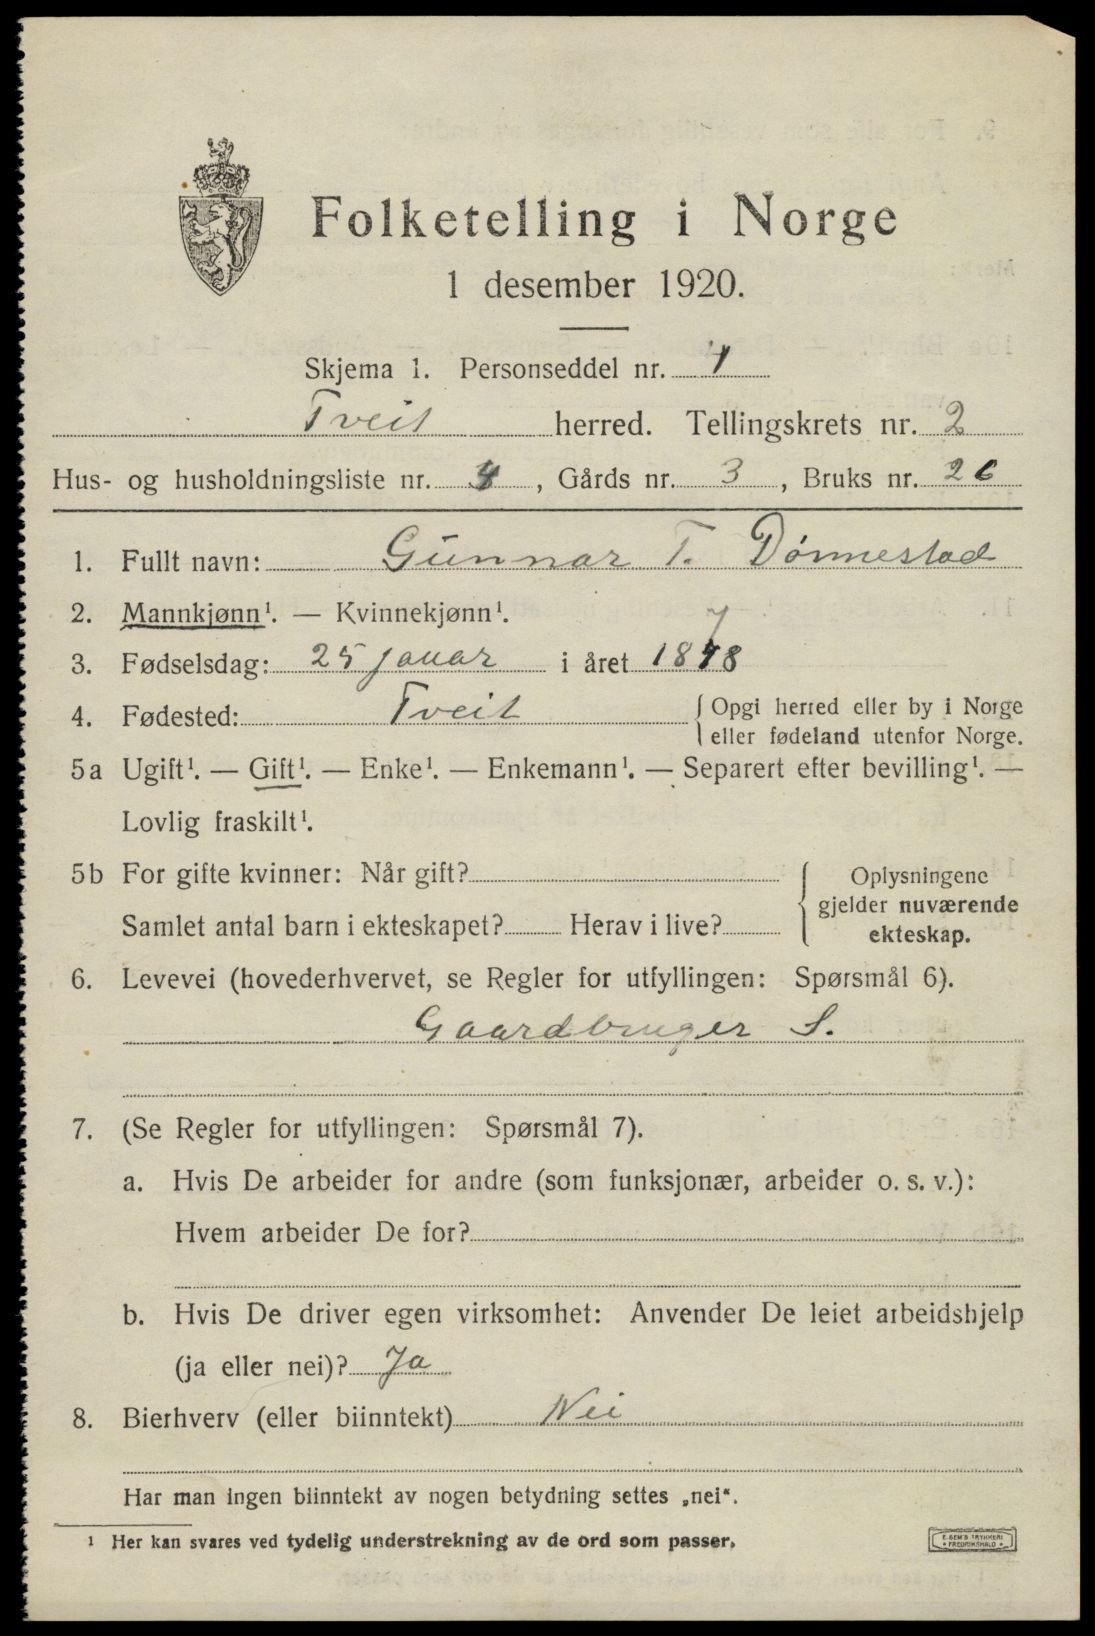 Folketelling i Norge
1 desember 1920.
Skjema 1. Personseddel nr. 1
Tveit herred. Tellingskrets nr. 2
Hus- og husholdningsliste nr. 4, Gårds nr. 3, Bruks nr. 26
1. Fullt navn: Gunnar T. Dønnestad
2. Mannkjønn¹. — Kvinnekjønn¹.
3. Fødselsdag: 25 januar i året 1878
4. Fødested: Tveit { Opgi herred eller by i Norge
eller fødeland utenfor Norge.
5a Ugift¹. — Gift¹. — Enke¹. — Enkemann¹. — Separert efter bevilling¹. —
Lovlig fraskilt¹.
5b For gifte kvinner: Når gift? { Oplysningene
gjelder nuværende
Samlet antal barn i ekteskapet? Herav i live? ekteskap.
6. Levevei (hovederhvervet, se Regler for utfyllingen: Spørsmål 6).
Gaardbruger S.
7. (Se Regler for utfyllingen: Spørsmål 7).
a. Hvis De arbeider for andre (som funksjonær, arbeider o. s. v.):
Hvem arbeider De for?
b. Hvis De driver egen virksomhet: Anvender De leiet arbeidshjelp
(ja eller nei)? Ja
8. Bierhverv (eller biinntekt) Nei
Har man ingen biinntekt av nogen betydning settes „nei“.
¹ Her kan svares ved tydelig understrekning av de ord som passer.
E. SEM'S TRYKKERI
FREDRIKSHALD